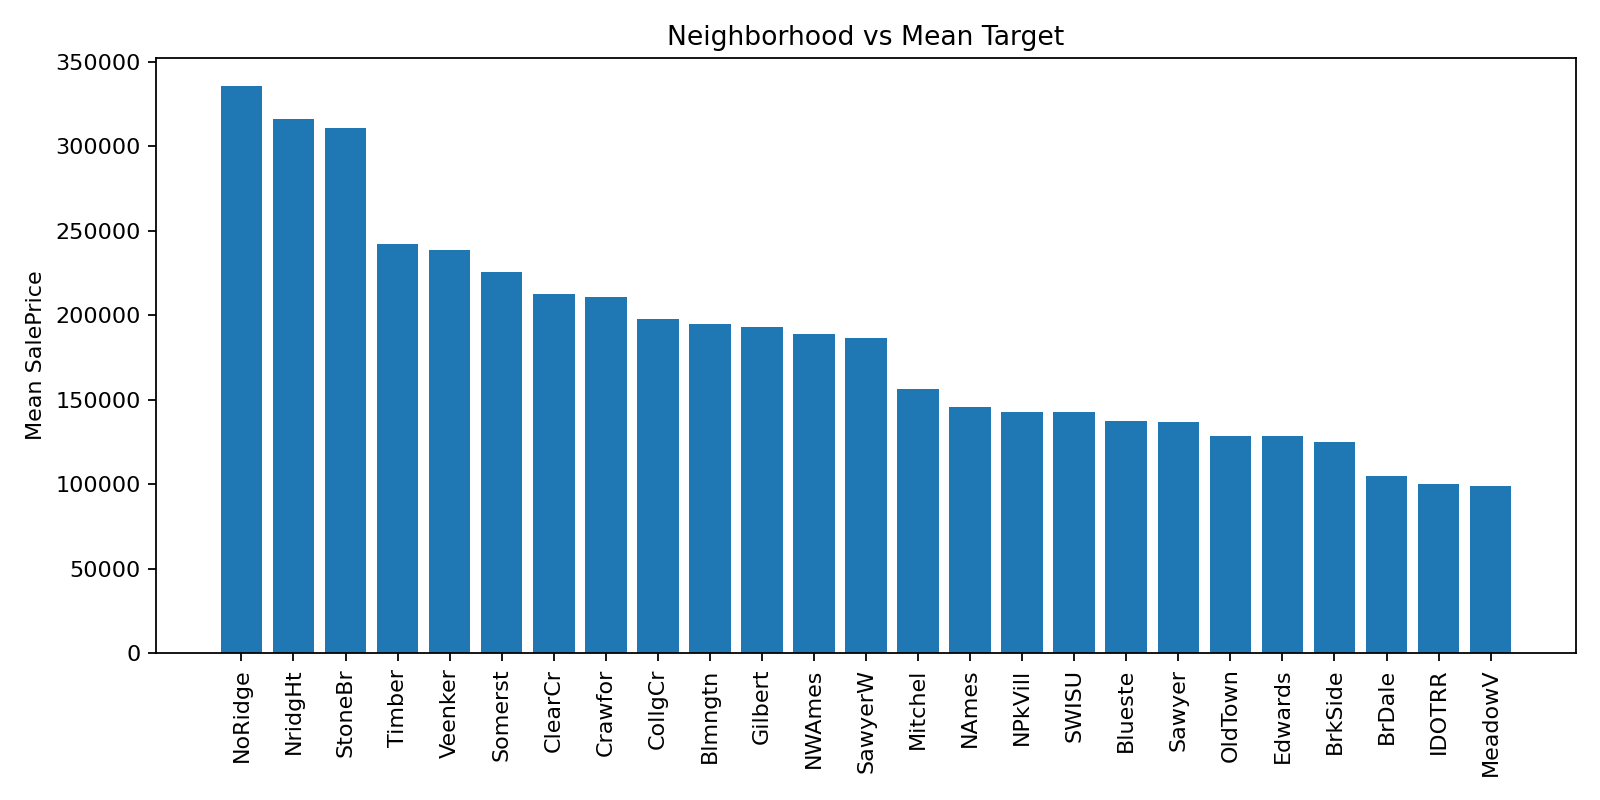 Neighborhood vs Mean Target
Mean SalePrice
350000
300000
250000
200000
150000
100000
50000
0
NoRidge
NridgHt
StoneBr
Timber
Veenker
Somerst
ClearCr
Crawfor
CollgCr
Blmngtn
Gilbert
NWAmes
SawyerW
Mitchel
NAmes
NPkVill
SWISU
Blueste
Sawyer
OldTown
Edwards
BrkSide
BrDale
IDOTRR
MeadowV